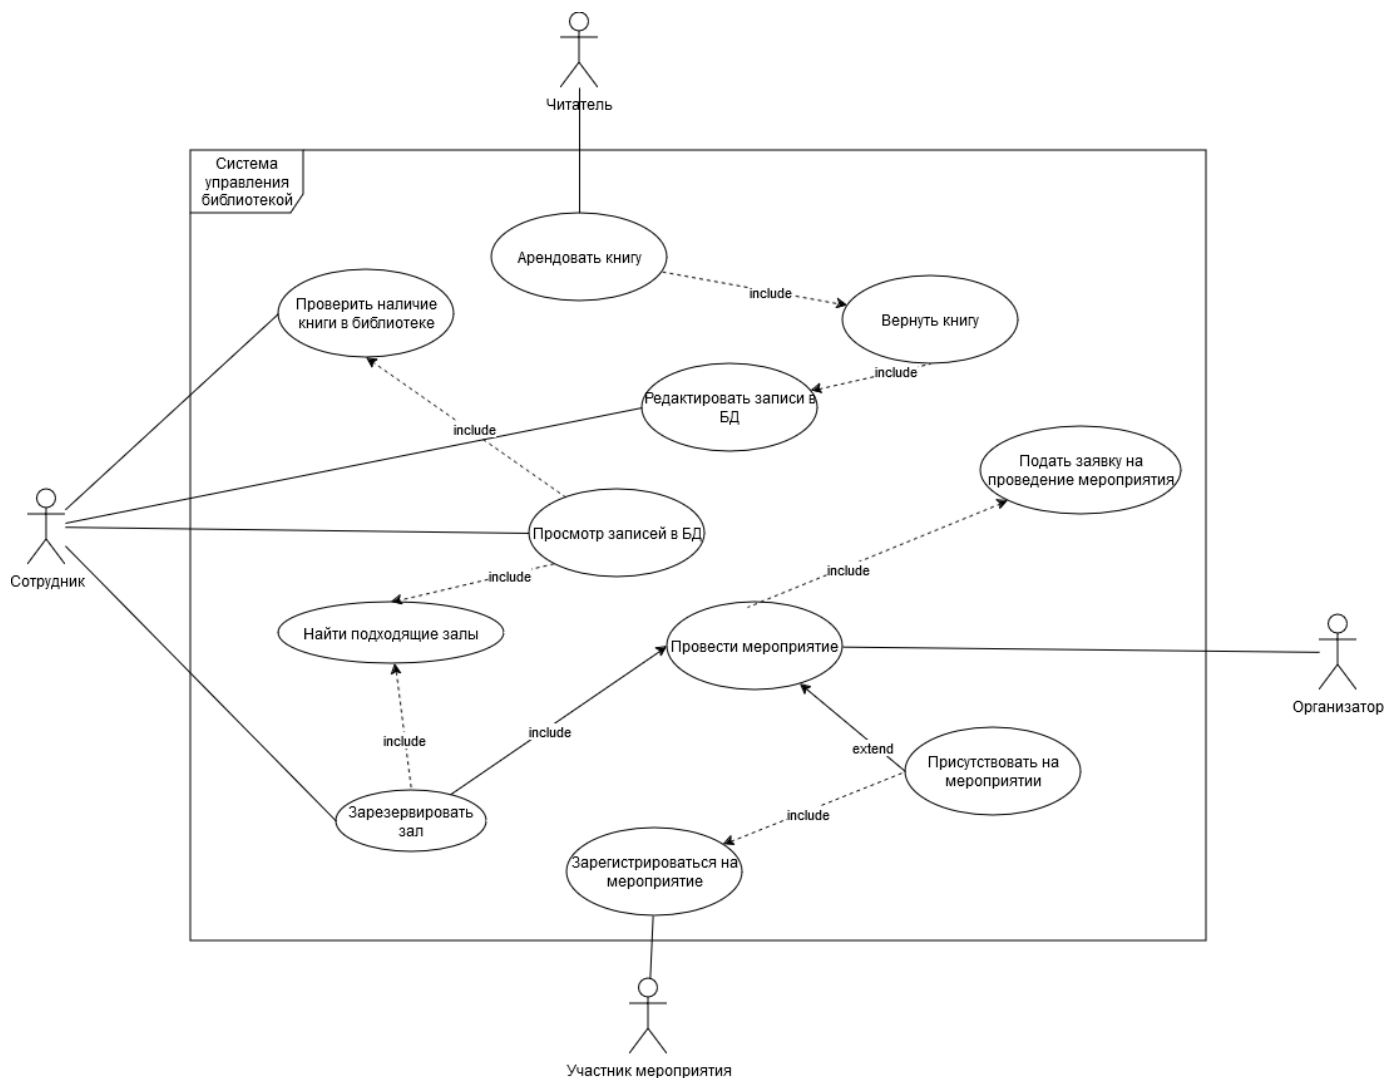 Читатель
Система
управления
библиотекой
Арендовать книгу
include
Проверить наличие
книги в библиотеке
Вернуть книгу
include
Редактировать записи в
БД
include
Подать заявку на
проведение мероприятия
Просмотр записей в БД
Сотрудник
include
include
Найти подходящие залы
Провести мероприятие
Организатор
include
include
extend
Присутствовать на
мероприятии
Зарезервировать
зал
include
Зарегистрироваться на
мероприятие
Участник мероприятия